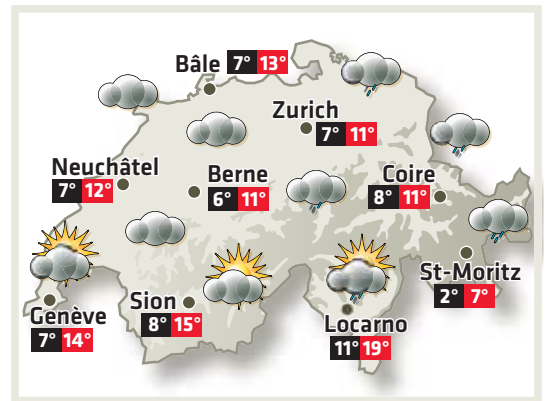 Bâle 7° 13°
Zurich
7° 11°
Neuchâtel
7° 12°
Berne
6° 11°
Coire
8° 11°
St-Moritz
2° 7°
Genève
7° 14°
Sion
8° 15°
Locarno
11° 19°